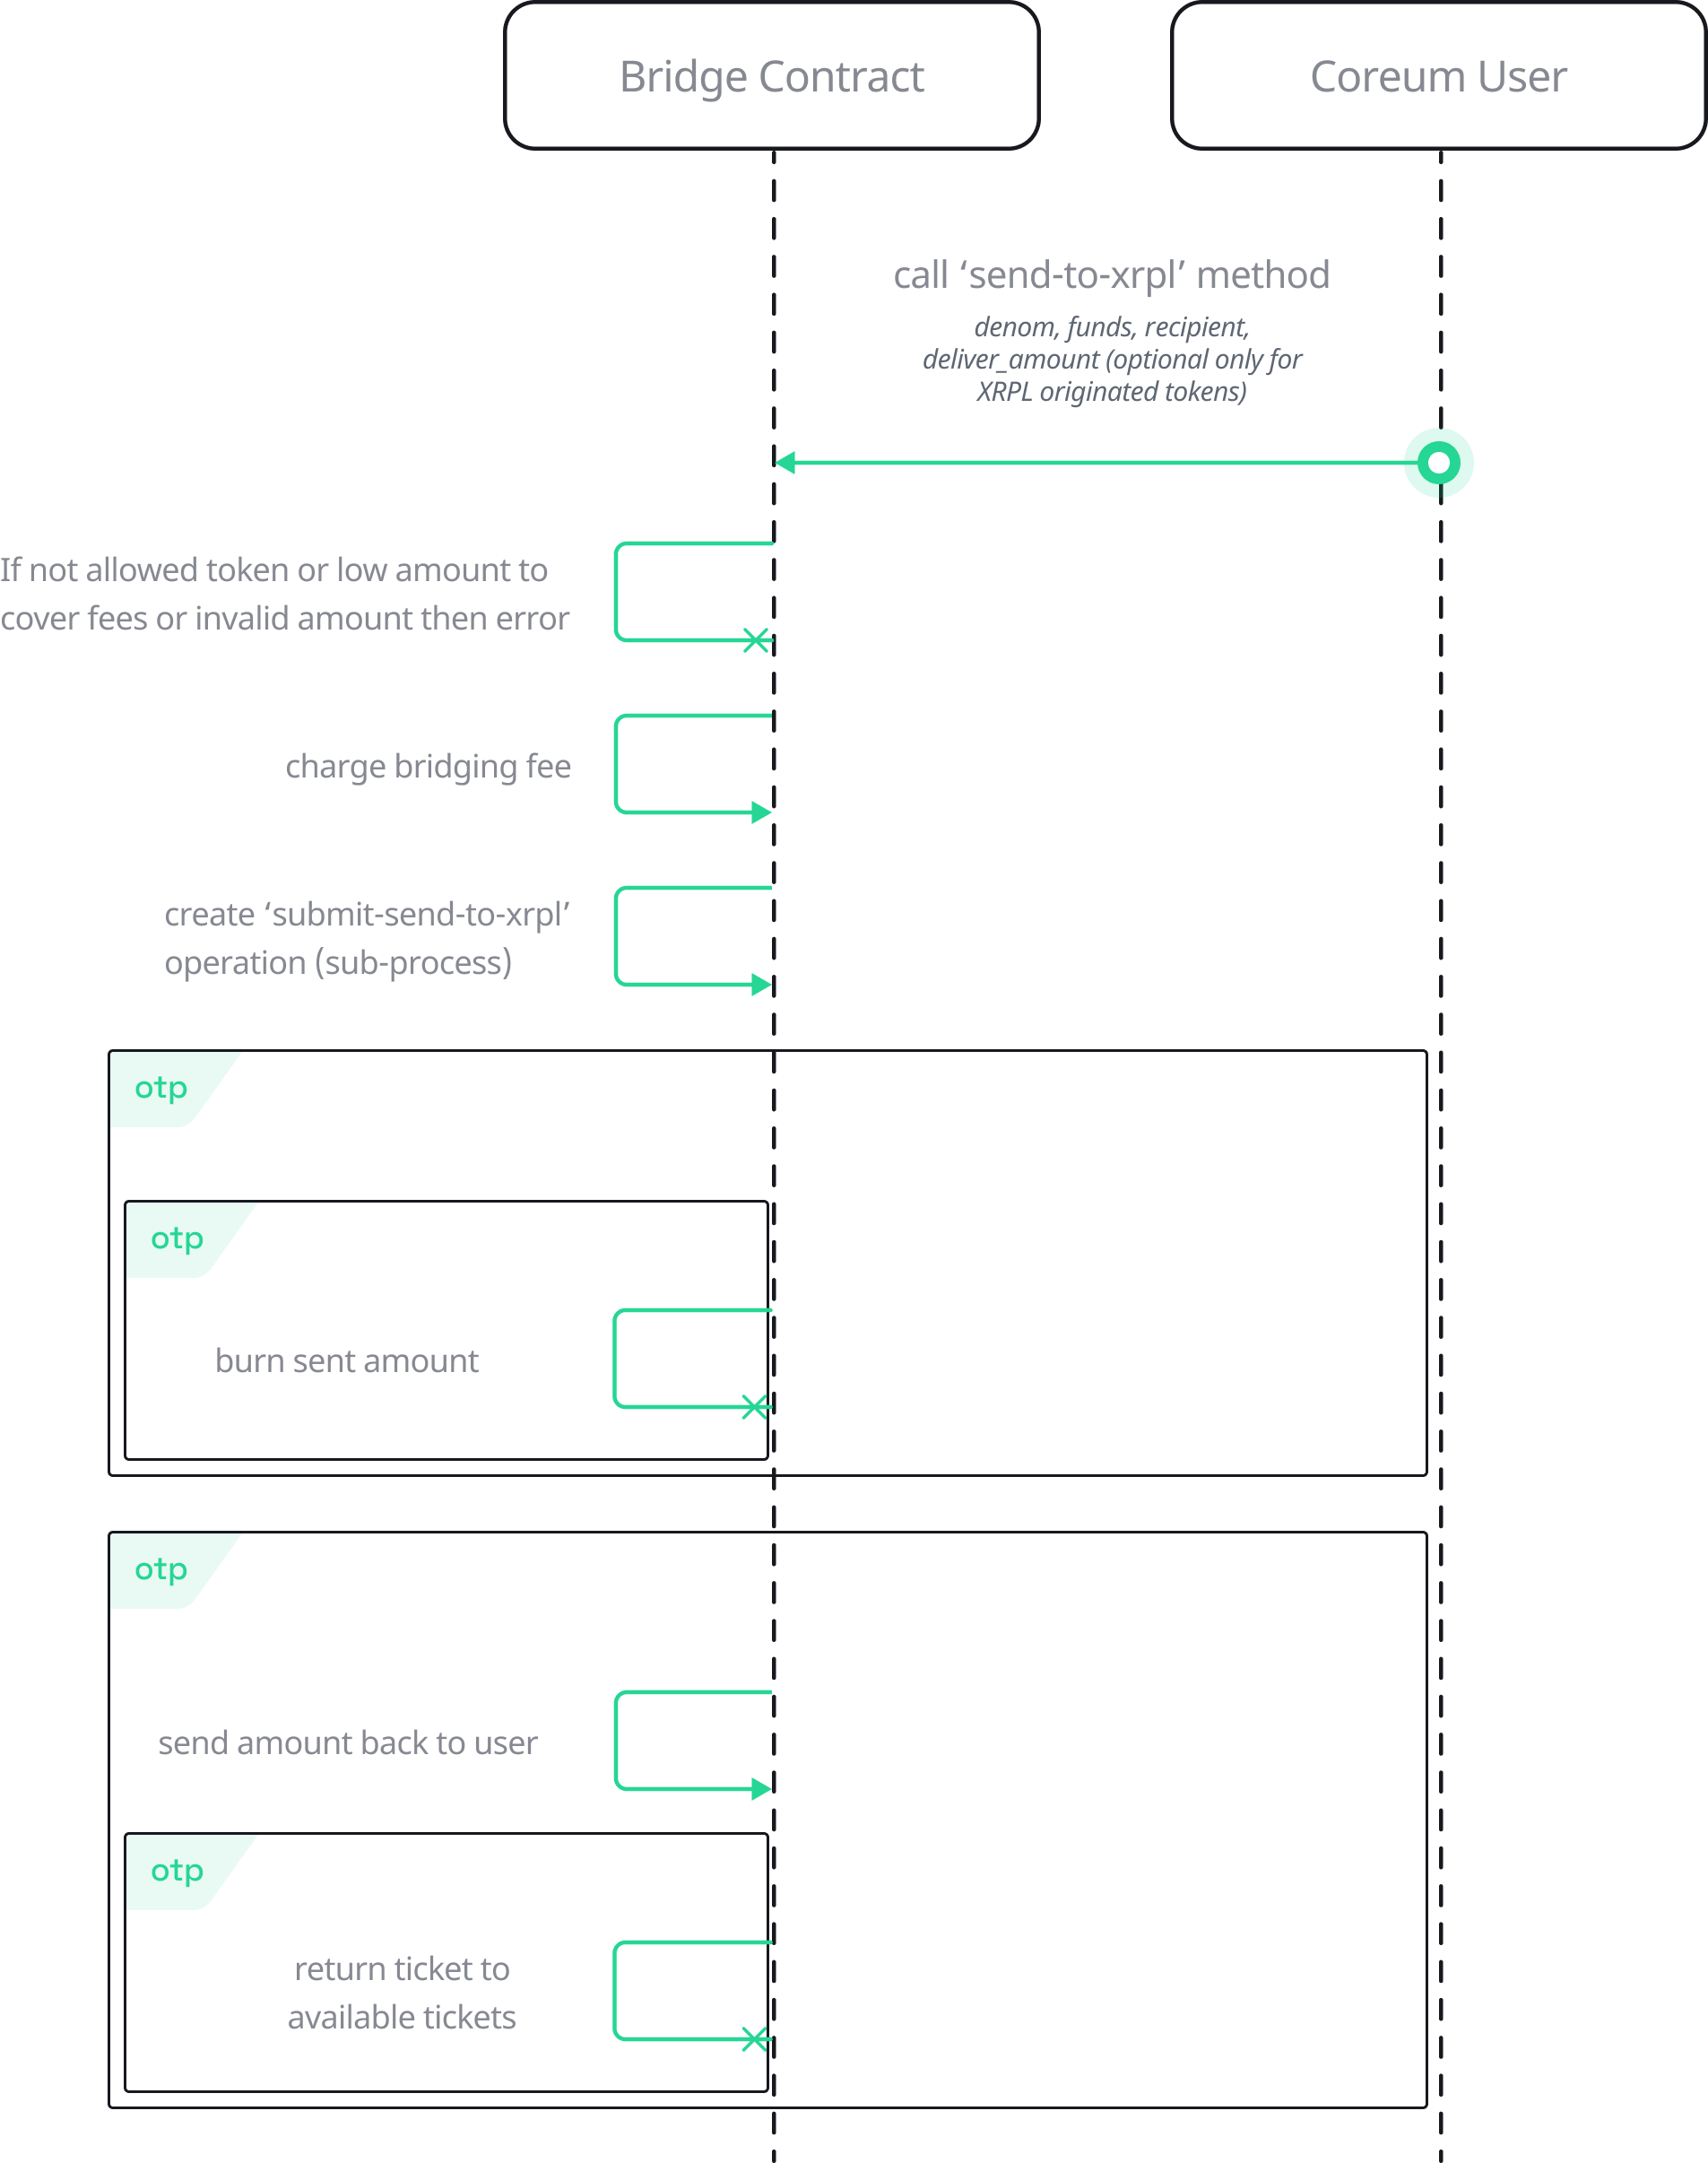 Bridge Contract
Coreum User
call ‘send-to-xrpl’ method
denom, funds, recipient,
deliver_amount (optional only for
XRPL originated tokens)
If not allowed token or low amount to
cover fees or invalid amount then error
charge bridging fee
create ‘submit-send-to-xrpl’
operation (sub-process)
otp
otp
burn sent amount
otp
send amount back to user
otp
return ticket to
available tickets